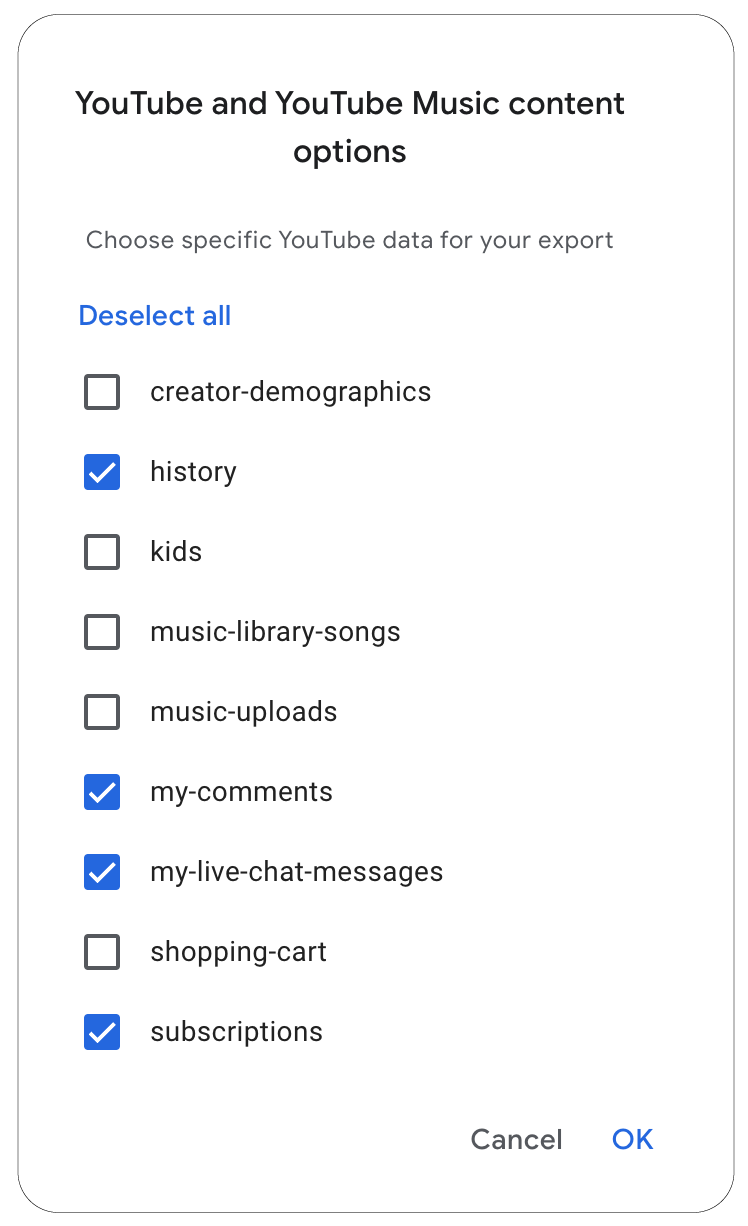 YouTube and YouTube Music content
options
Choose specific YouTube data for your export
Deselect all
creator-demographics
history
kids
music-library-songs
music-uploads
my-comments
my-live-chat-messages
shopping-cart
subscriptions
Cancel OK